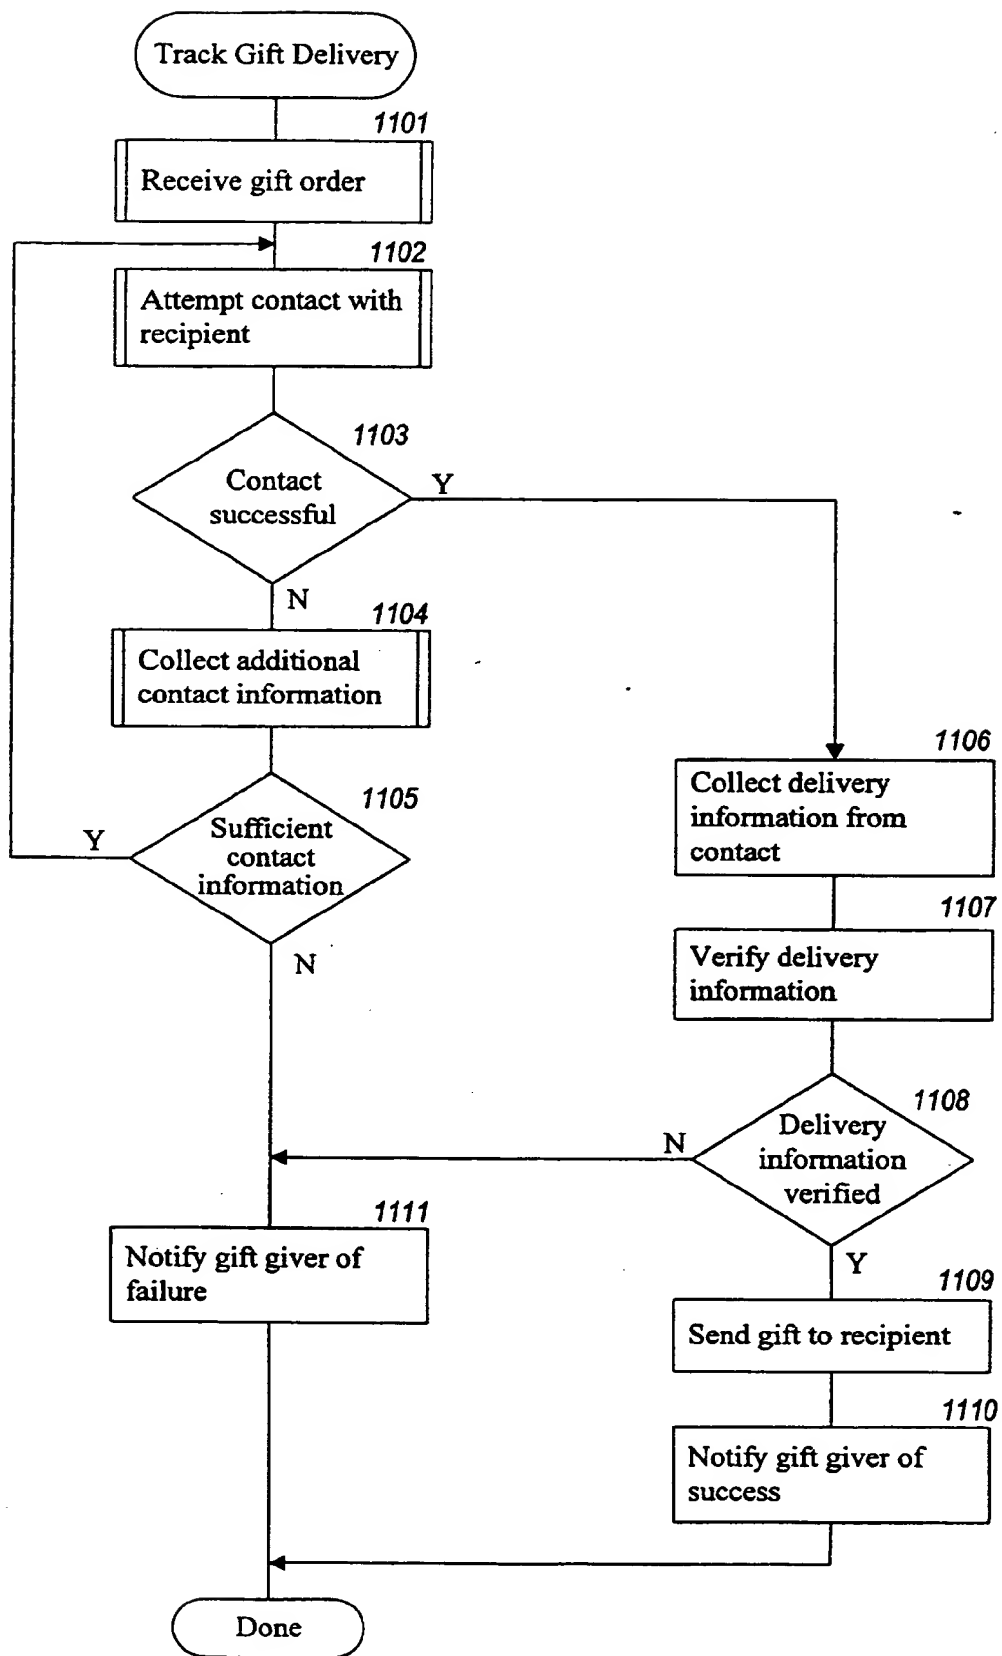 Track Gift Delivery
1101
Receive gift order
1102
Attempt contact with
recipient
1103
Contact
successful
Y
N
1104
Collect additional
contact information
1105
Sufficient
contact
information
Y
N
1106
Collect delivery
information from
contact
1107
Verify delivery
information
1108
Delivery
information
verified
N
Y
1109
Send gift to recipient
1110
Notify gift giver of
success
1111
Notify gift giver of
failure
Done